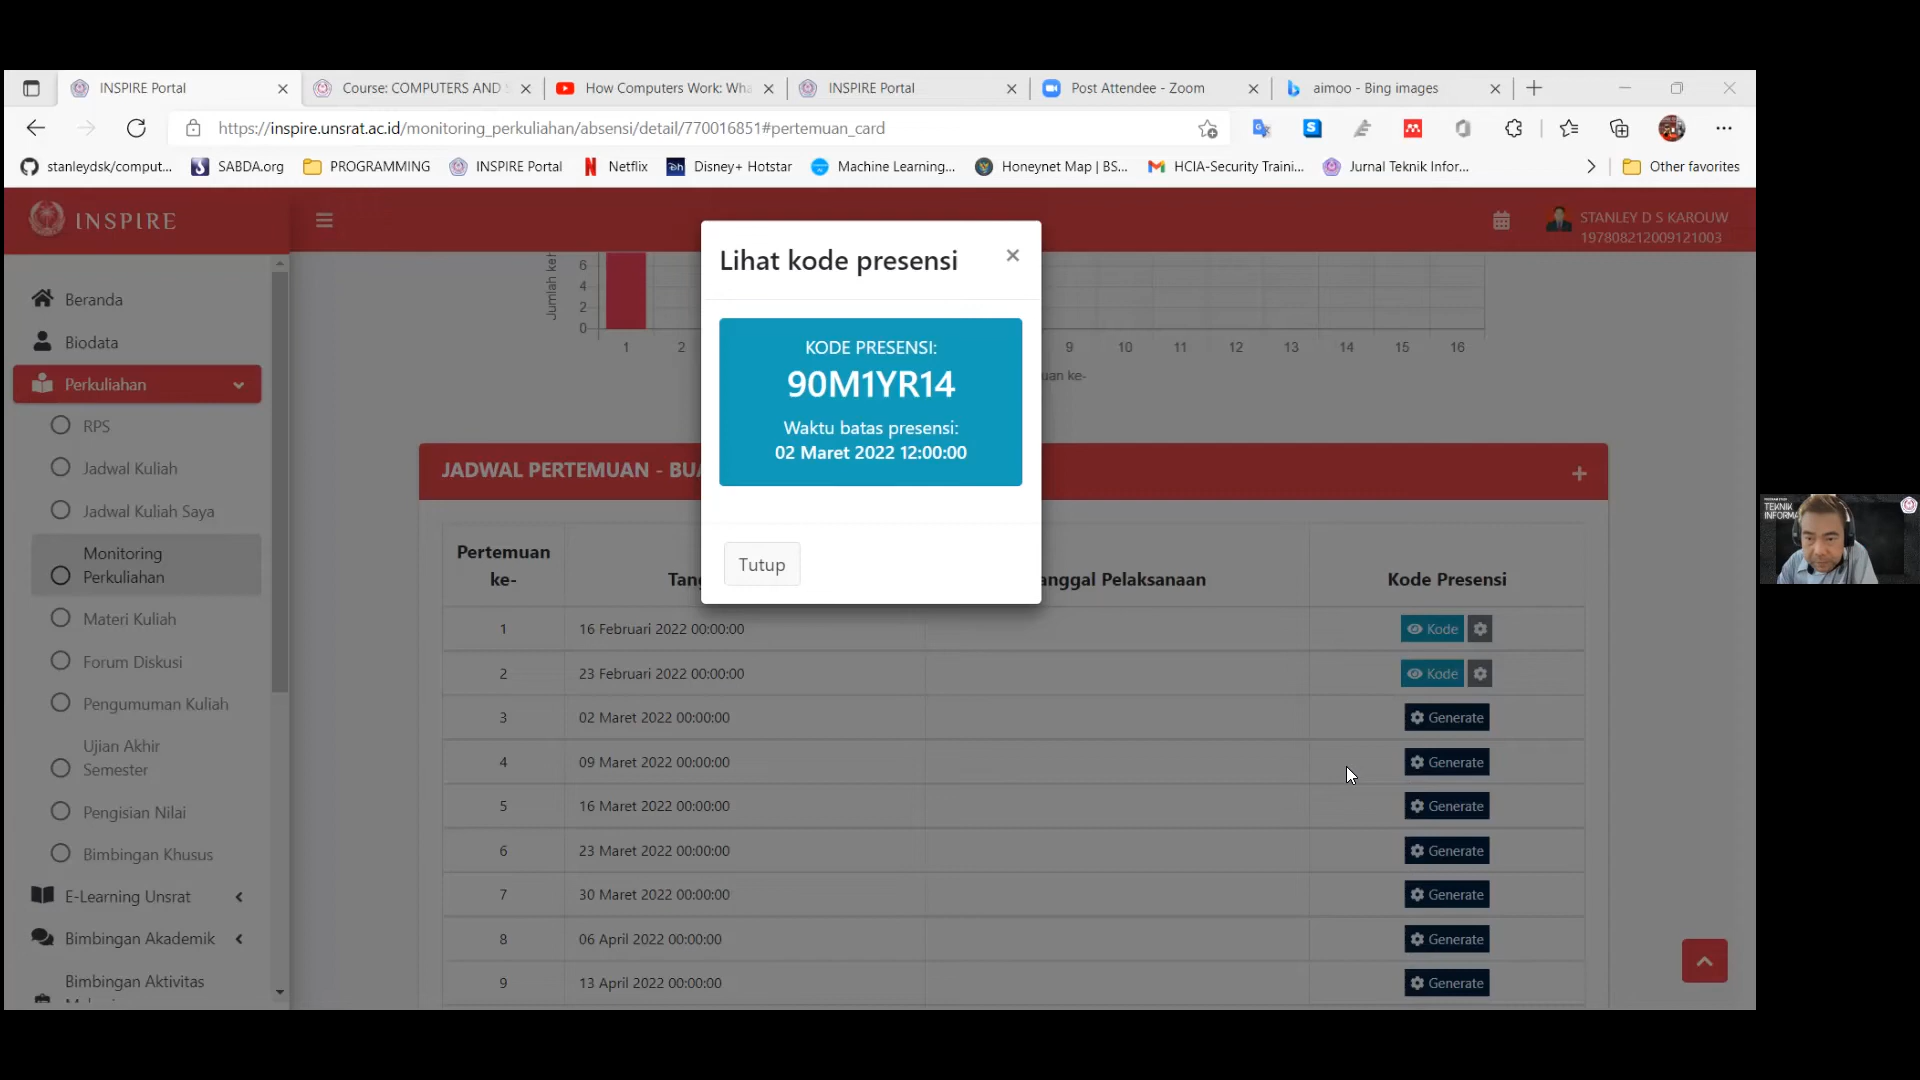 INSPIRE Portal
Course: COMPUTERS AND
How Computers Work: Wha
INSPIRE Portal
Post Attendee - Zoom
aimoo - Bing images
https://inspire.unsrat.ac.id/monitoring_perkuliahan/absensi/detail/770016851#pertemuan_card
stanleydsk/comput...
SABDA.org
PROGRAMMING
INSPIRE Portal
Netflix
Disney+ Hotstar
Machine Learning...
Honeynet Map | BS...
HCIA-Security Traini...
Jurnal Teknik Infor...
Other favorites
INSPIRE
STANLEY D S KAROUW
197808212009121003
Beranda
Biodata
Perkuliahan
RPS
Jadwal Kuliah
Jadwal Kuliah Saya
Monitoring
Perkuliahan
Materi Kuliah
Forum Diskusi
Pengumuman Kuliah
Ujian Akhir
Semester
Pengisian Nilai
Bimbingan Khusus
E-Learning Unsrat
Bimbingan Akademik
Bimbingan Aktivitas
Jumlah keh
6
4
2
0
1 2 9 10 11 12 13 14 15 16
uan ke-
Lihat kode presensi
×
KODE PRESENSI:
90M1YR14
Waktu batas presensi:
02 Maret 2022 12:00:00
Tutup
JADWAL PERTEMUAN - BUA
+
Pertemuan
ke-
Tang
anggal Pelaksanaan
Kode Presensi
1 16 Februari 2022 00:00:00 Kode
2 23 Februari 2022 00:00:00 Kode
3 02 Maret 2022 00:00:00 Generate
4 09 Maret 2022 00:00:00 Generate
5 16 Maret 2022 00:00:00 Generate
6 23 Maret 2022 00:00:00 Generate
7 30 Maret 2022 00:00:00 Generate
8 06 April 2022 00:00:00 Generate
9 13 April 2022 00:00:00 Generate
TEKNIK
INFORMA